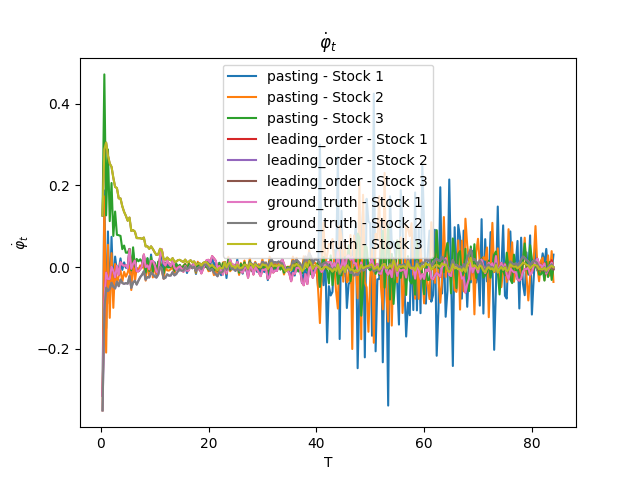 φ̇ₜ
0.4
0.2
0.0
−0.2
φ̇ₜ
pasting - Stock 1
pasting - Stock 2
pasting - Stock 3
leading_order - Stock 1
leading_order - Stock 2
leading_order - Stock 3
ground_truth - Stock 1
ground_truth - Stock 2
ground_truth - Stock 3
0 20 40 60 80
T